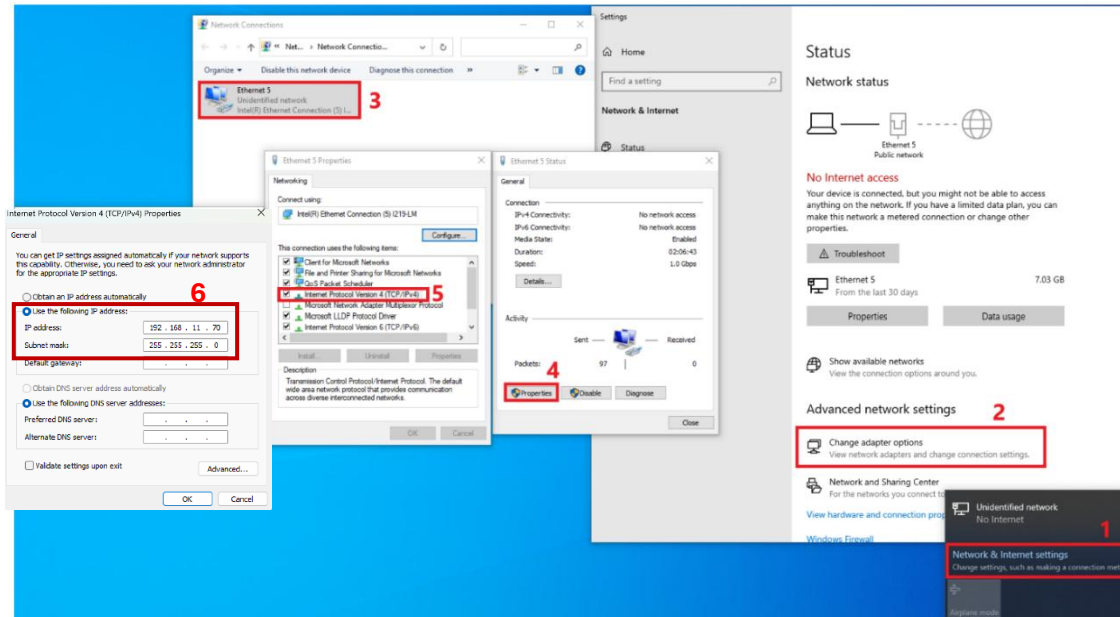 Network Connections
Net... > Network Connectio...
Organize
Disable this network device
Diagnose this connection
»
Ethernet 5
Unidentified network
Intel(R) Ethernet Connection (5) I...
3
Ethernet 5 Properties
Networking
Connect using:
Intel(R) Ethernet Connection (5) I219-LM
Configure...
This connection uses the following items:
Client for Microsoft Networks
File and Printer Sharing for Microsoft Networks
QoS Packet Scheduler
Internet Protocol Version 4 (TCP/IPv4)
5
Microsoft Network Adapter Multiplexor Protocol
Microsoft LLDP Protocol Driver
Internet Protocol Version 6 (TCP/IPv6)
Install...
Uninstall
Properties
Description
Transmission Control Protocol/Internet Protocol. The default
wide area network protocol that provides communication
across diverse interconnected networks.
OK
Cancel
Ethernet 5 Status
General
Connection
IPv4 Connectivity: No network access
IPv6 Connectivity: No network access
Media State: Enabled
Duration: 02:06:43
Speed: 1.0 Gbps
Details...
Activity
Sent
Received
Packets: 97 0
4
Properties
Disable
Diagnose
Close
Internet Protocol Version 4 (TCP/IPv4) Properties
General
You can get IP settings assigned automatically if your network supports
this capability. Otherwise, you need to ask your network administrator
for the appropriate IP settings.
Obtain an IP address automatically
6
Use the following IP address:
IP address: 192 . 168 . 11 . 70
Subnet mask: 255 . 255 . 255 . 0
Default gateway: . . .
Obtain DNS server address automatically
Use the following DNS server addresses:
Preferred DNS server: . . .
Alternate DNS server: . . .
Validate settings upon exit
Advanced...
OK
Cancel
Settings
Home
Find a setting
Network & Internet
Status
Status
Network status
Ethernet 5
Public network
No Internet access
Your device is connected, but you might not be able to access
anything on the network. If you have a limited data plan, you can
make this network a metered connection or change other
properties.
Troubleshoot
Ethernet 5
7.03 GB
From the last 30 days
Properties
Data usage
Show available networks
View the connection options around you.
Advanced network settings
2
Change adapter options
View network adapters and change connection settings.
Network and Sharing Center
For the networks you connect to
View hardware and connection prop
Windows Firewall
Unidentified network
No Internet
1
Network & Internet settings
Change settings, such as making a connection met
Airplane mode